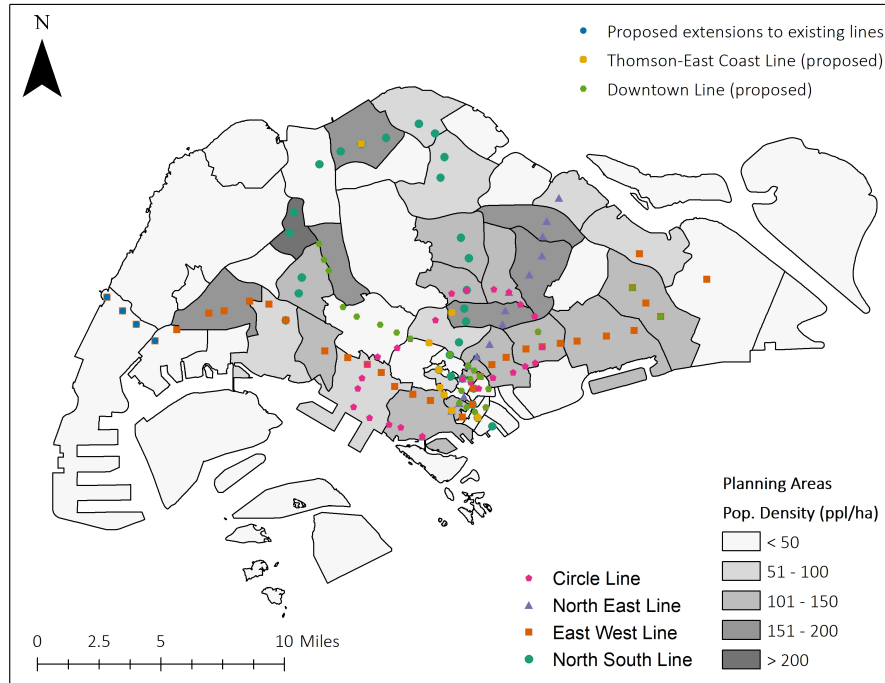 N
Proposed extensions to existing lines
Thomson-East Coast Line (proposed)
Downtown Line (proposed)
Planning Areas
Pop. Density (ppl/ha)
< 50
51 - 100
101 - 150
151 - 200
> 200
Circle Line
North East Line
East West Line
North South Line
0 2.5 5 10 Miles